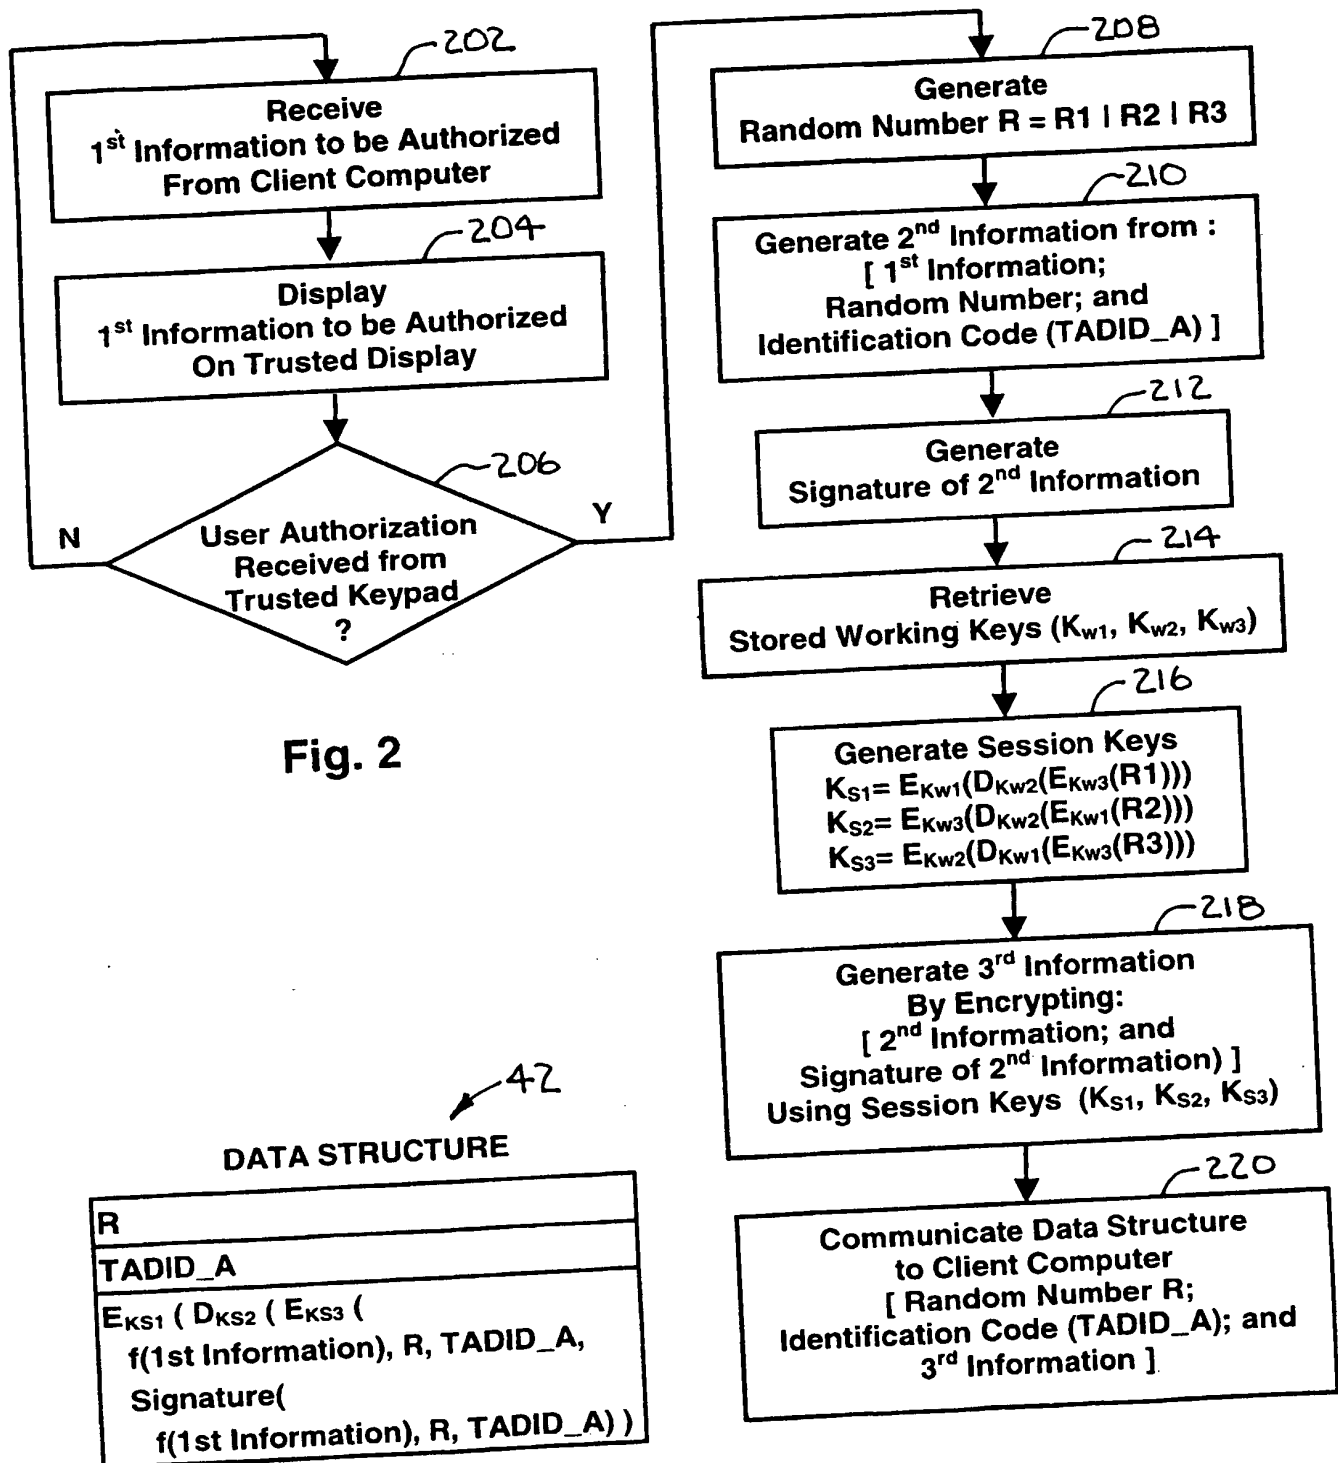 202
Receive
1st Information to be Authorized
From Client Computer
204
Display
1st Information to be Authorized
On Trusted Display
206
User Authorization
Received from
Trusted Keypad
?
N
Y
Fig. 2
208
Generate
Random Number R = R1 | R2 | R3
210
Generate 2nd Information from :
[ 1st Information;
Random Number; and
Identification Code (TADID_A) ]
212
Generate
Signature of 2nd Information
214
Retrieve
Stored Working Keys (Kw1, Kw2, Kw3)
216
Generate Session Keys
KS1= EKw1(DKw2(EKw3(R1)))
KS2= EKw3(DKw2(EKw1(R2)))
KS3= EKw2(DKw1(EKw3(R3)))
218
Generate 3rd Information
By Encrypting:
[ 2nd Information; and
Signature of 2nd Information) ]
Using Session Keys (KS1, KS2, KS3)
220
Communicate Data Structure
to Client Computer
[ Random Number R;
Identification Code (TADID_A); and
3rd Information ]
42
DATA STRUCTURE
R
TADID_A
EKS1 ( DKS2 ( EKS3 (
f(1st Information), R, TADID_A,
Signature(
f(1st Information), R, TADID_A) )